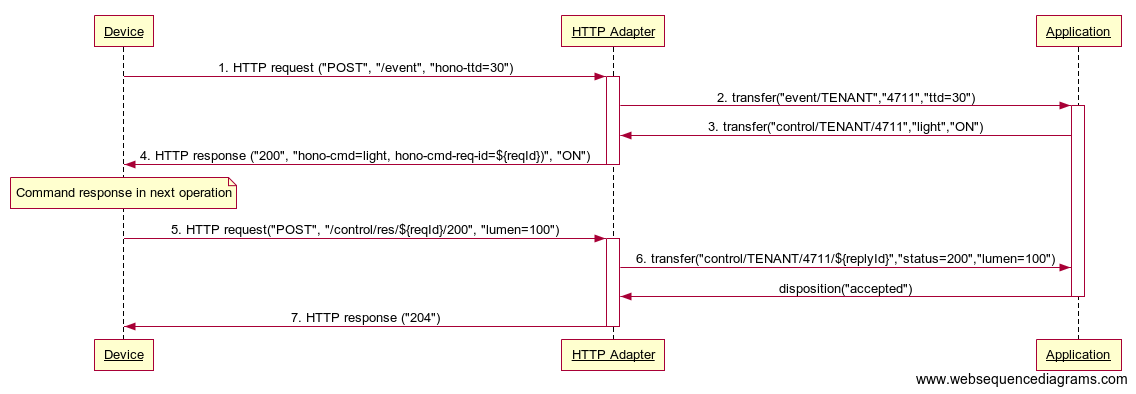 Device
HTTP Adapter
Application
1. HTTP request ("POST", "/event", "hono-ttd=30")
2. transfer("event/TENANT","4711","ttd=30")
3. transfer("control/TENANT/4711","light","ON")
4. HTTP response ("200", "hono-cmd=light, hono-cmd-req-id=${reqId})", "ON")
Command response in next operation
5. HTTP request("POST", "/control/res/${reqId}/200", "lumen=100")
6. transfer("control/TENANT/4711/${replyId}","status=200","lumen=100")
disposition("accepted")
7. HTTP response ("204")
Device
HTTP Adapter
Application
www.websequencediagrams.com